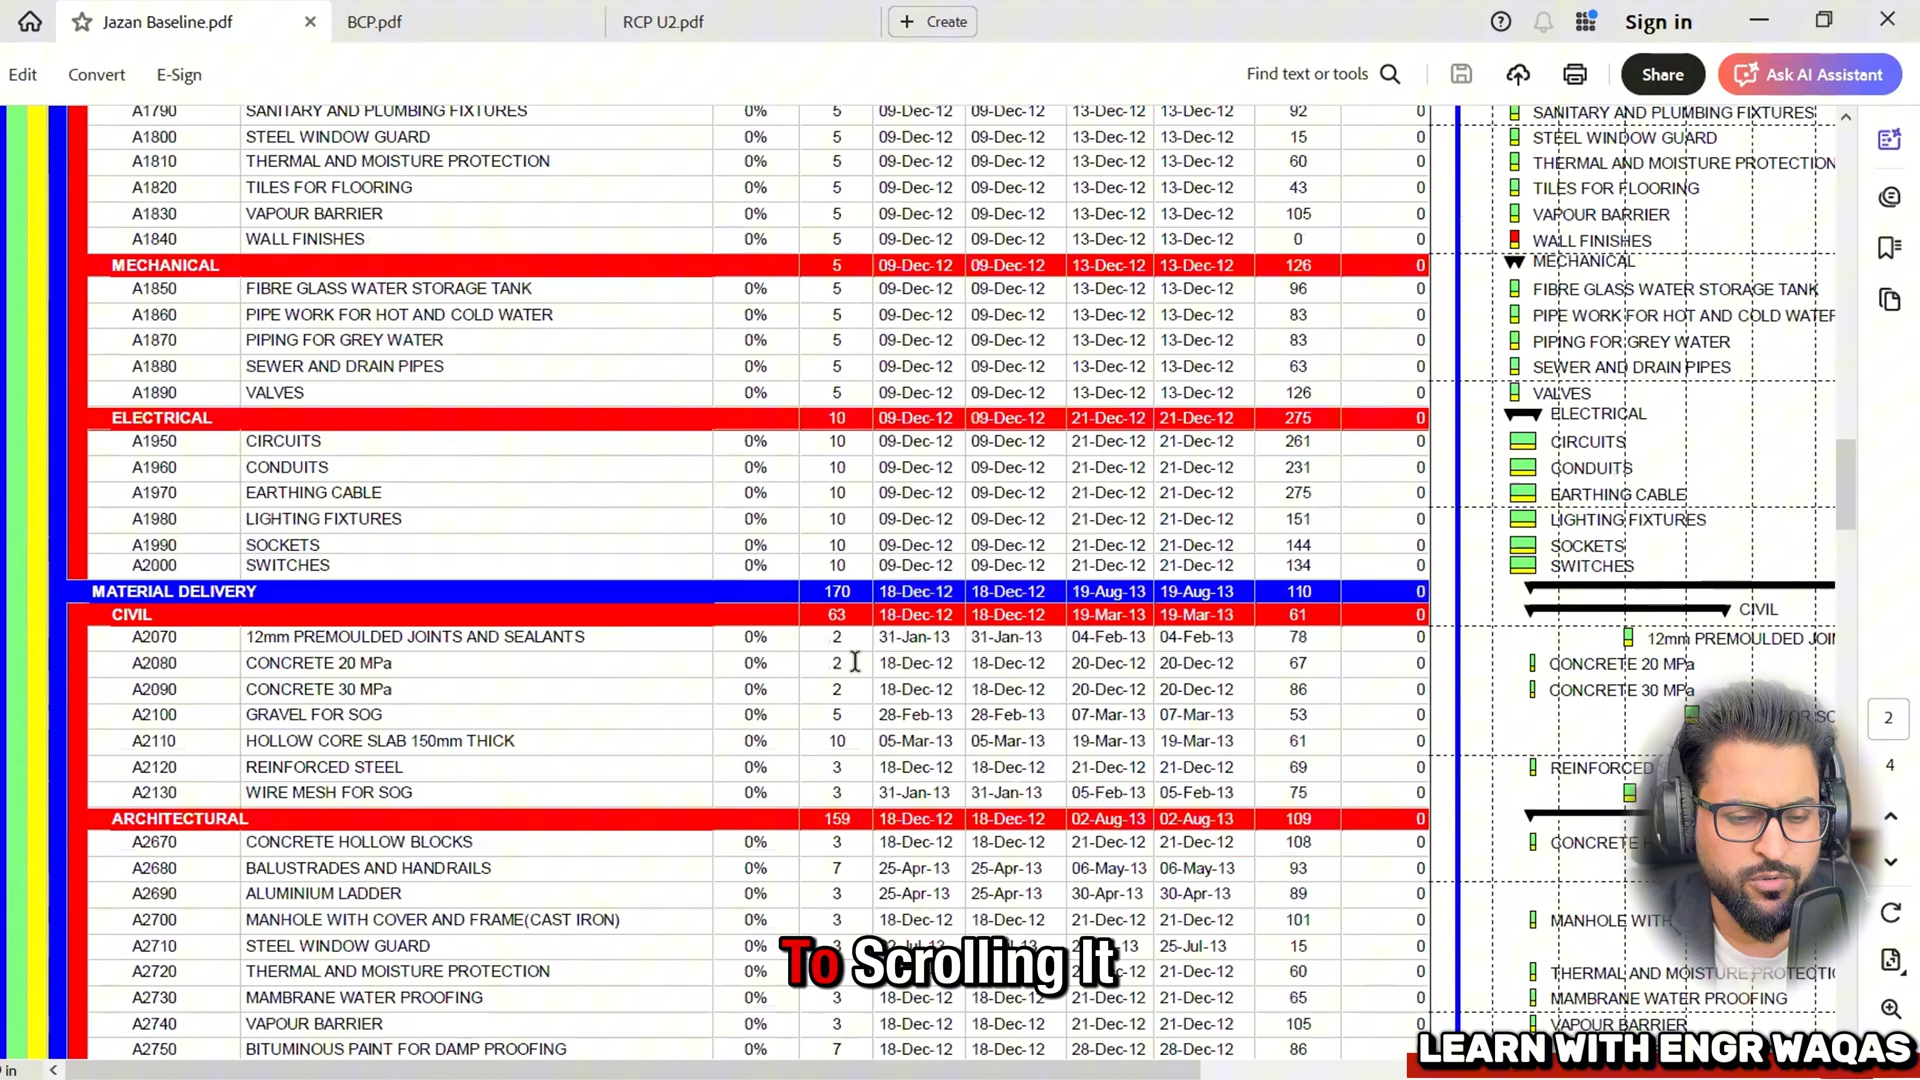 Jazan Baseline.pdf
BCP.pdf
RCP U2.pdf
Create
Sign in
Edit
Convert
E-Sign
Find text or tools
Share
Ask AI Assistant
A1790 SANITARY AND PLUMBING FIXTURES 0% 5 09-Dec-12 09-Dec-12 13-Dec-12 13-Dec-12 92 0 SANITARY AND PLUMBING FIXTURES
A1800 STEEL WINDOW GUARD 0% 5 09-Dec-12 09-Dec-12 13-Dec-12 13-Dec-12 15 0 STEEL WINDOW GUARD
A1810 THERMAL AND MOISTURE PROTECTION 0% 5 09-Dec-12 09-Dec-12 13-Dec-12 13-Dec-12 60 0 THERMAL AND MOISTURE PROTECTION
A1820 TILES FOR FLOORING 0% 5 09-Dec-12 09-Dec-12 13-Dec-12 13-Dec-12 43 0 TILES FOR FLOORING
A1830 VAPOUR BARRIER 0% 5 09-Dec-12 09-Dec-12 13-Dec-12 13-Dec-12 105 0 VAPOUR BARRIER
A1840 WALL FINISHES 0% 5 09-Dec-12 09-Dec-12 13-Dec-12 13-Dec-12 0 0 WALL FINISHES
MECHANICAL 5 09-Dec-12 09-Dec-12 13-Dec-12 13-Dec-12 126 0 MECHANICAL
A1850 FIBRE GLASS WATER STORAGE TANK 0% 5 09-Dec-12 09-Dec-12 13-Dec-12 13-Dec-12 96 0 FIBRE GLASS WATER STORAGE TANK
A1860 PIPE WORK FOR HOT AND COLD WATER 0% 5 09-Dec-12 09-Dec-12 13-Dec-12 13-Dec-12 83 0 PIPE WORK FOR HOT AND COLD WATER
A1870 PIPING FOR GREY WATER 0% 5 09-Dec-12 09-Dec-12 13-Dec-12 13-Dec-12 83 0 PIPING FOR GREY WATER
A1880 SEWER AND DRAIN PIPES 0% 5 09-Dec-12 09-Dec-12 13-Dec-12 13-Dec-12 63 0 SEWER AND DRAIN PIPES
A1890 VALVES 0% 5 09-Dec-12 09-Dec-12 13-Dec-12 13-Dec-12 126 0 VALVES
ELECTRICAL 10 09-Dec-12 09-Dec-12 21-Dec-12 21-Dec-12 275 0 ELECTRICAL
A1950 CIRCUITS 0% 10 09-Dec-12 09-Dec-12 21-Dec-12 21-Dec-12 261 0 CIRCUITS
A1960 CONDUITS 0% 10 09-Dec-12 09-Dec-12 21-Dec-12 21-Dec-12 231 0 CONDUITS
A1970 EARTHING CABLE 0% 10 09-Dec-12 09-Dec-12 21-Dec-12 21-Dec-12 275 0 EARTHING CABLE
A1980 LIGHTING FIXTURES 0% 10 09-Dec-12 09-Dec-12 21-Dec-12 21-Dec-12 151 0 LIGHTING FIXTURES
A1990 SOCKETS 0% 10 09-Dec-12 09-Dec-12 21-Dec-12 21-Dec-12 144 0 SOCKETS
A2000 SWITCHES 0% 10 09-Dec-12 09-Dec-12 21-Dec-12 21-Dec-12 134 0 SWITCHES
MATERIAL DELIVERY 170 18-Dec-12 18-Dec-12 19-Aug-13 19-Aug-13 110 0
CIVIL 63 18-Dec-12 18-Dec-12 19-Mar-13 19-Mar-13 61 0 CIVIL
A2070 12mm PREMOULDED JOINTS AND SEALANTS 0% 2 31-Jan-13 31-Jan-13 04-Feb-13 04-Feb-13 78 0 12mm PREMOULDED JOIN
A2080 CONCRETE 20 MPa 0% 2 18-Dec-12 18-Dec-12 20-Dec-12 20-Dec-12 67 0 CONCRETE 20 MPa
A2090 CONCRETE 30 MPa 0% 2 18-Dec-12 18-Dec-12 20-Dec-12 20-Dec-12 86 0 CONCRETE 30 MPa
A2100 GRAVEL FOR SOG 0% 5 28-Feb-13 28-Feb-13 07-Mar-13 07-Mar-13 53 0
A2110 HOLLOW CORE SLAB 150mm THICK 0% 10 05-Mar-13 05-Mar-13 19-Mar-13 19-Mar-13 61 0
A2120 REINFORCED STEEL 0% 3 18-Dec-12 18-Dec-12 21-Dec-12 21-Dec-12 69 0 REINFORCED
A2130 WIRE MESH FOR SOG 0% 3 31-Jan-13 31-Jan-13 05-Feb-13 05-Feb-13 75 0
ARCHITECTURAL 159 18-Dec-12 18-Dec-12 02-Aug-13 02-Aug-13 109 0
A2670 CONCRETE HOLLOW BLOCKS 0% 3 18-Dec-12 18-Dec-12 21-Dec-12 21-Dec-12 108 0 CONCRETE
A2680 BALUSTRADES AND HANDRAILS 0% 7 25-Apr-13 25-Apr-13 06-May-13 06-May-13 93 0
A2690 ALUMINIUM LADDER 0% 3 25-Apr-13 25-Apr-13 30-Apr-13 30-Apr-13 89 0
A2700 MANHOLE WITH COVER AND FRAME(CAST IRON) 0% 3 18-Dec-12 18-Dec-12 21-Dec-12 21-Dec-12 101 0 MANHOLE WITH
A2710 STEEL WINDOW GUARD 0% 25-Jul-13 15 0
A2720 THERMAL AND MOISTURE PROTECTION 0% 21-Dec-12 60 0 THERMAL AND MOISTURE PROTECTIO
A2730 MAMBRANE WATER PROOFING 0% 3 18-Dec-12 18-Dec-12 21-Dec-12 21-Dec-12 65 0 MAMBRANE WATER PROOFING
A2740 VAPOUR BARRIER 0% 3 18-Dec-12 18-Dec-12 21-Dec-12 21-Dec-12 105 0 VAPOUR BARRIER
A2750 BITUMINOUS PAINT FOR DAMP PROOFING 0% 7 18-Dec-12 18-Dec-12 28-Dec-12 28-Dec-12 86 0
2
4
To Scrolling It
LEARN WITH ENGR WAQAS
in